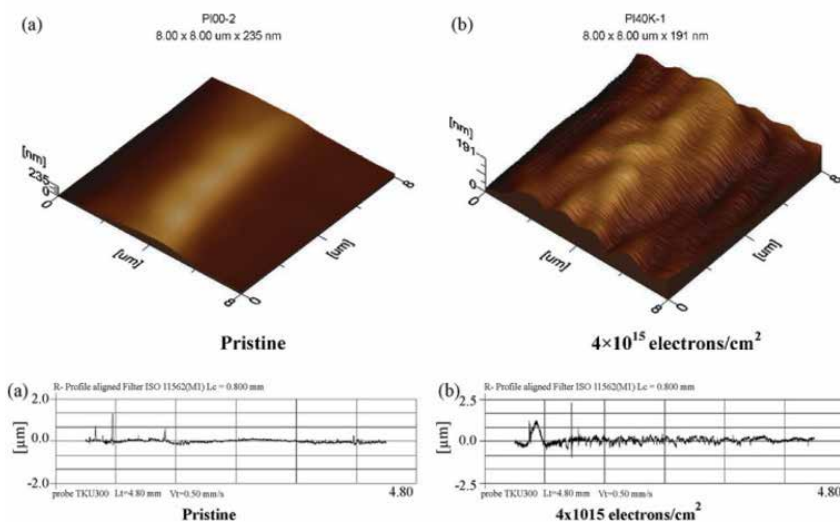 (a)
PI00-2
8.00 x 8.00 um x 235 nm
[nm]
235
0
0
[um]
[um]
8
0
8
Pristine
(b)
PI40K-1
8.00 x 8.00 um x 191 nm
[nm]
191
0
0
[um]
[um]
8
0
8
4×10¹⁵ electrons/cm²
(a)
R- Profile aligned Filter ISO 11562(M1) Lc = 0.800 mm
2.0
[µm]
0.0
-2.0
4.80
probe TKU300 Lt=4.80 mm Vt=0.50 mm/s
Pristine
(b)
R- Profile aligned Filter ISO 11562(M1) Lc = 0.800 mm
2.5
[µm]
0.0
-2.5
4.80
probe TKU300 Lt=4.80 mm Vt=0.50 mm/s
4x1015 electrons/cm²